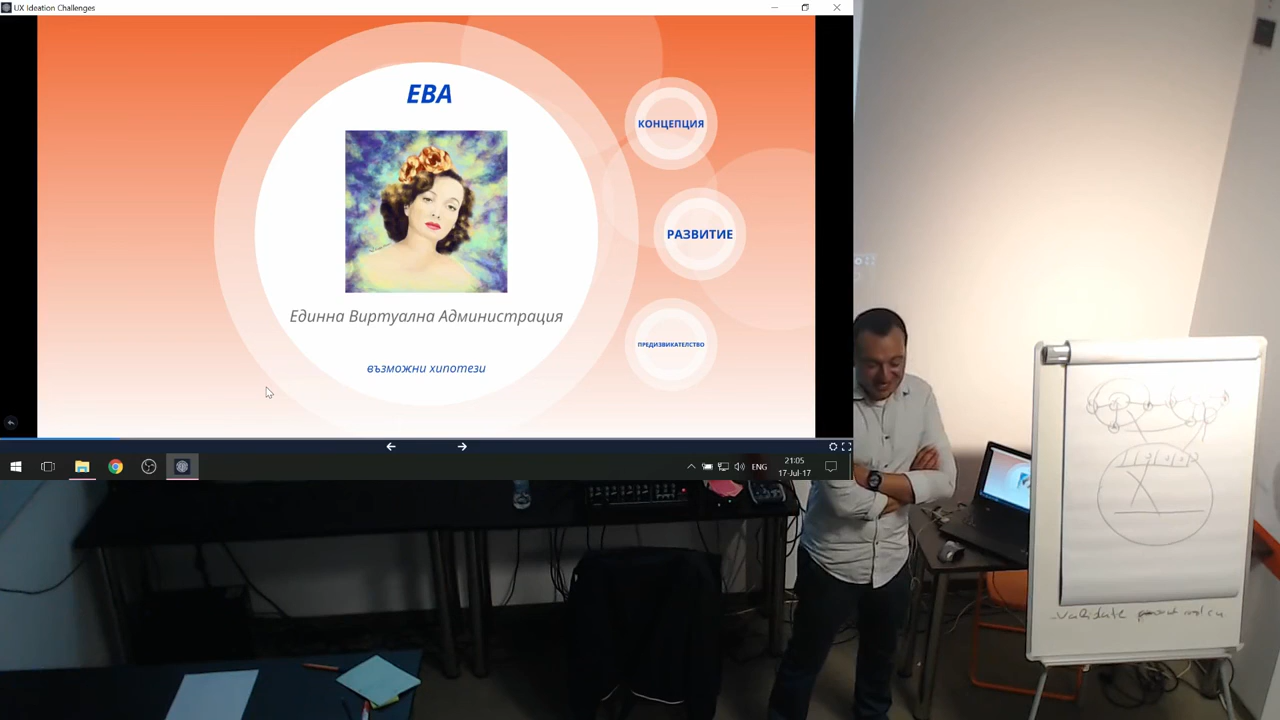 UX Ideation Challenges
ЕВА
Единна Виртуална Администрация
възможни хипотези
КОНЦЕПЦИЯ
РАЗВИТИЕ
ПРЕДИЗВИКАТЕЛСТВО
ENG
21:05
17-Jul-17
validate